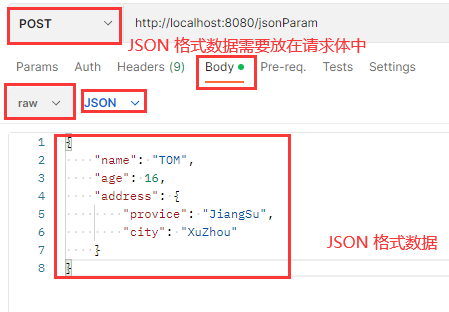 POST http://localhost:8080/jsonParam
JSON 格式数据需要放在请求体中
Params Auth Headers (9) Body Pre-req. Tests Settings
raw JSON
1 {
2 "name": "TOM",
3 "age": 16,
4 "address": {
5 "provice": "JiangSu",
6 "city": "XuZhou"
7 }
8 }
JSON 格式数据